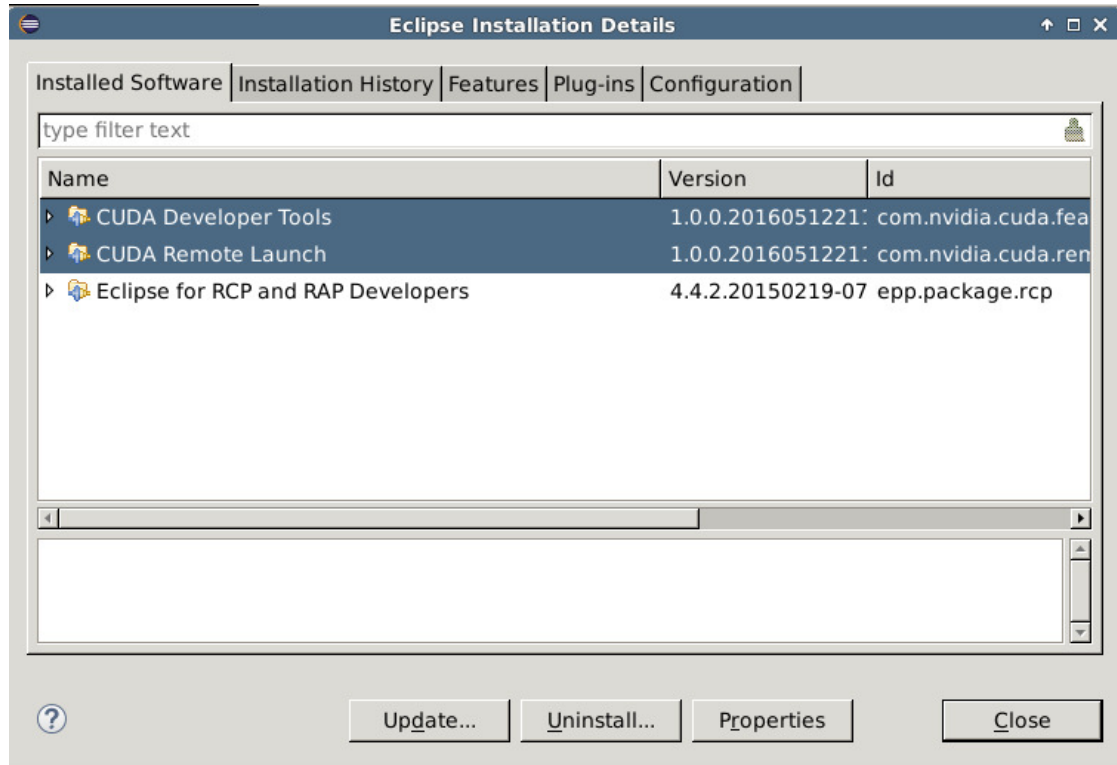 Eclipse Installation Details
Installed Software Installation History Features Plug-ins Configuration
type filter text
Name Version Id
CUDA Developer Tools 1.0.0.2016051221 com.nvidia.cuda.fea
CUDA Remote Launch 1.0.0.2016051221 com.nvidia.cuda.ren
Eclipse for RCP and RAP Developers 4.4.2.20150219-07 epp.package.rcp
? Update... Uninstall... Properties Close